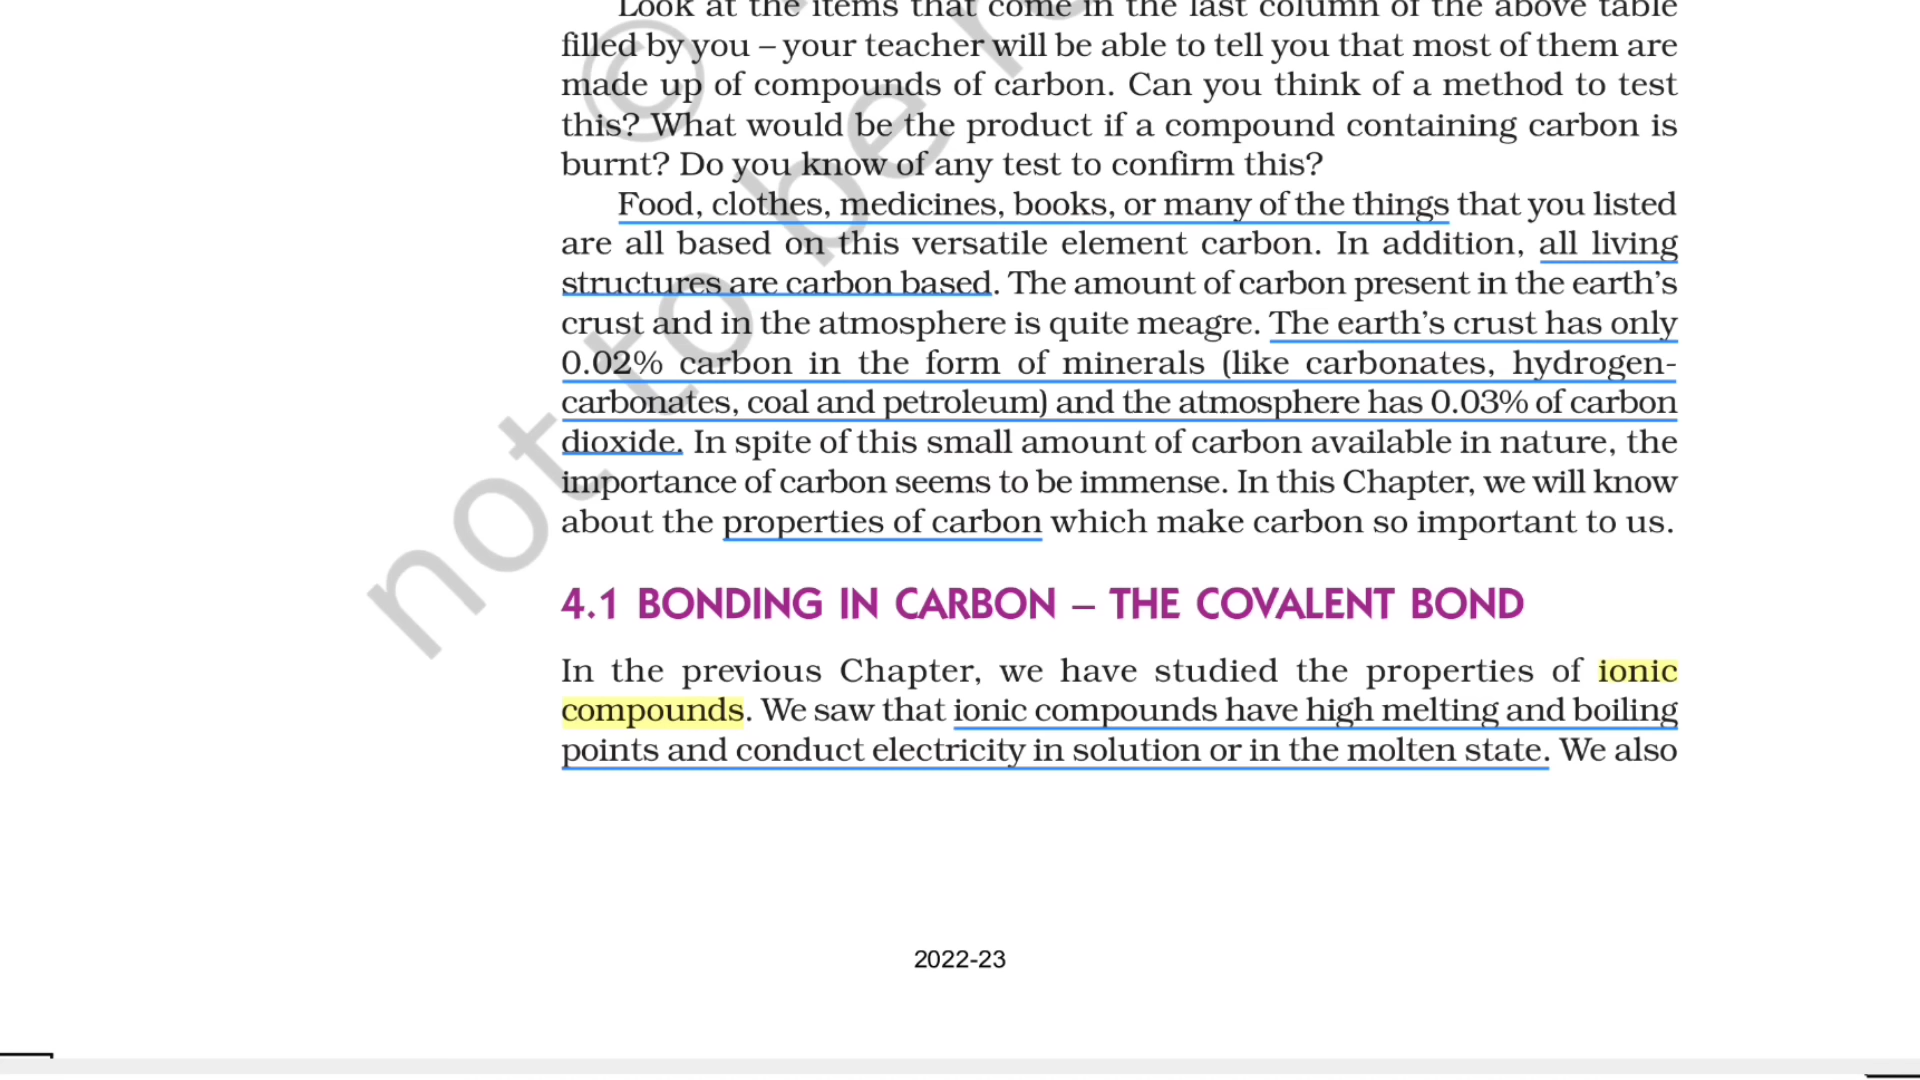 Look at the items that come in the last column of the above table
filled by you – your teacher will be able to tell you that most of them are
made up of compounds of carbon. Can you think of a method to test
this? What would be the product if a compound containing carbon is
burnt? Do you know of any test to confirm this?
Food, clothes, medicines, books, or many of the things that you listed
are all based on this versatile element carbon. In addition, all living
structures are carbon based. The amount of carbon present in the earth’s
crust and in the atmosphere is quite meagre. The earth’s crust has only
0.02% carbon in the form of minerals (like carbonates, hydrogen-
carbonates, coal and petroleum) and the atmosphere has 0.03% of carbon
dioxide. In spite of this small amount of carbon available in nature, the
importance of carbon seems to be immense. In this Chapter, we will know
about the properties of carbon which make carbon so important to us.
4.1 BONDING IN CARBON – THE COVALENT BOND
In the previous Chapter, we have studied the properties of ionic
compounds. We saw that ionic compounds have high melting and boiling
points and conduct electricity in solution or in the molten state. We also
2022-23
©
not to be